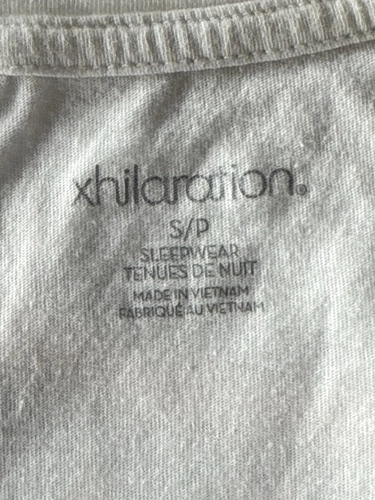 xhilaration.
S/P
SLEEPWEAR
TENUES DE NUIT
MADE IN VIETNAM
FABRIQUÉ AU VIETNAM